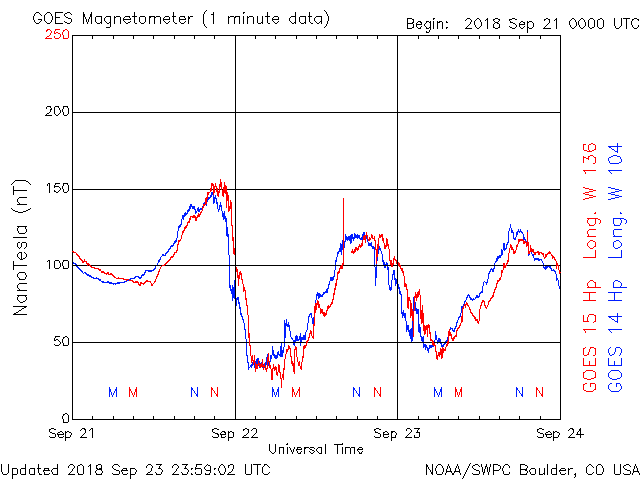 GOES Magnetometer (1 minute data)
Begin: 2018 Sep 21 0000 UTC
250
200
150
100
50
0
NanoTesla (nT)
M M N N M M N N M M N N
Sep 21 Sep 22 Sep 23 Sep 24
Universal Time
GOES 15 Hp Long. W 136
GOES 14 Hp Long. W 104
Updated 2018 Sep 23 23:59:02 UTC
NOAA/SWPC Boulder, CO USA